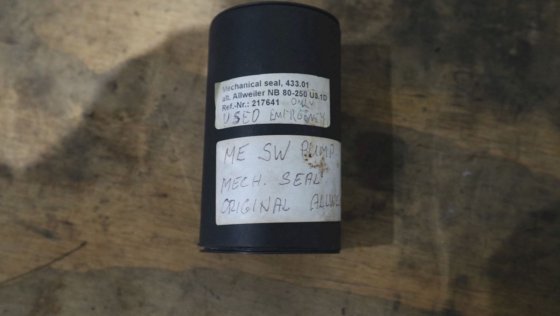 Mechanical seal, 433.01
alt. Allweiler NB 80-250 U3.1D
Ref.-Nr.: 217641 ONLY
USED EMERGENCY
ME SW PUMP
MECH. SEAL
ORIGINAL